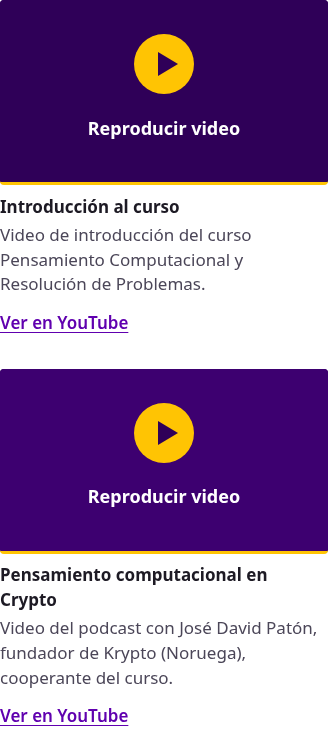 Reproducir video
Introducción al curso
Video de introducción del curso
Pensamiento Computacional y
Resolución de Problemas.
Ver en YouTube
Reproducir video
Pensamiento computacional en
Crypto
Video del podcast con José David Patón,
fundador de Krypto (Noruega),
cooperante del curso.
Ver en YouTube